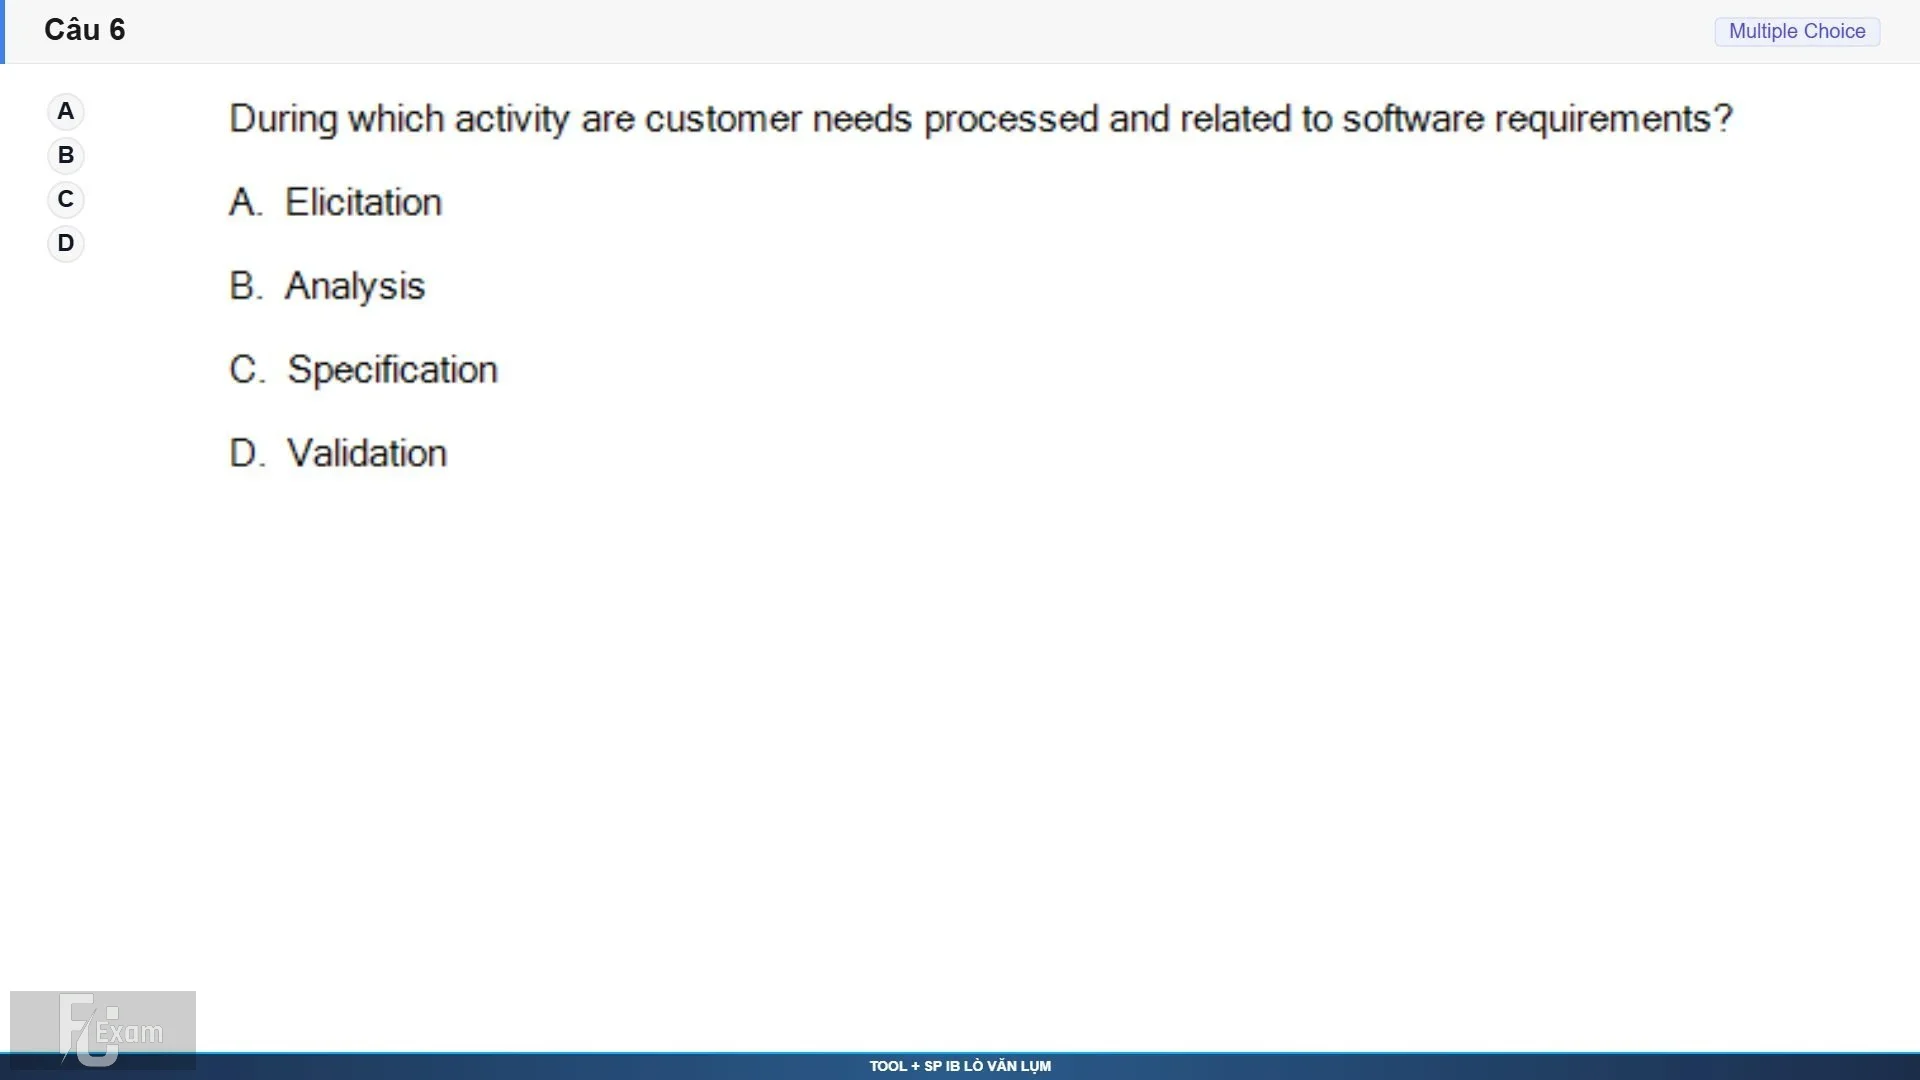 Câu 6
Multiple Choice
A
B
C
D
During which activity are customer needs processed and related to software requirements?
A. Elicitation
B. Analysis
C. Specification
D. Validation
FU Exam
TOOL + SP IB LÒ VĂN LỤM